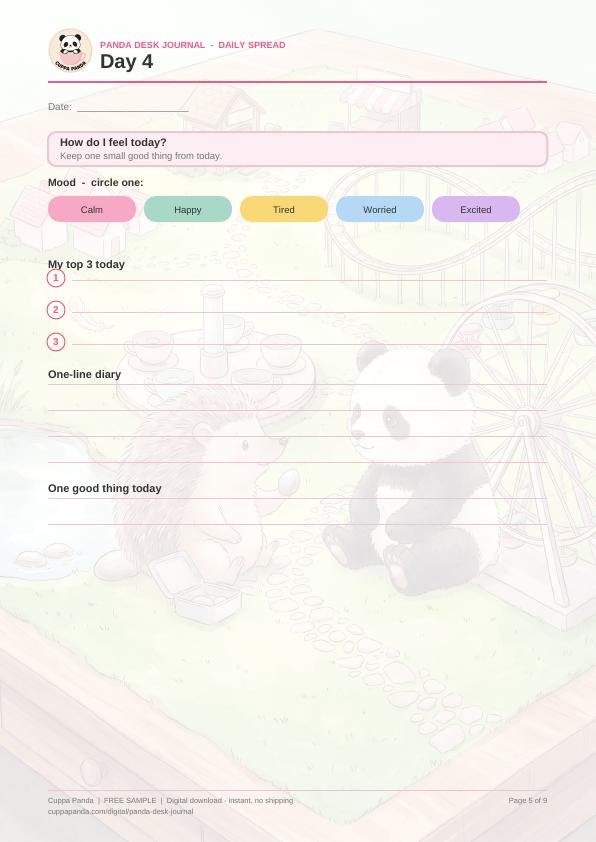 CUPPA PANDA
PANDA DESK JOURNAL - DAILY SPREAD
Day 4
Date: ____________________
How do I feel today?
Keep one small good thing from today.
Mood - circle one:
Calm Happy Tired Worried Excited
My top 3 today
1
2
3
One-line diary
One good thing today
Cuppa Panda | FREE SAMPLE | Digital download - instant, no shipping Page 5 of 9
cuppapanda.com/digital/panda-desk-journal